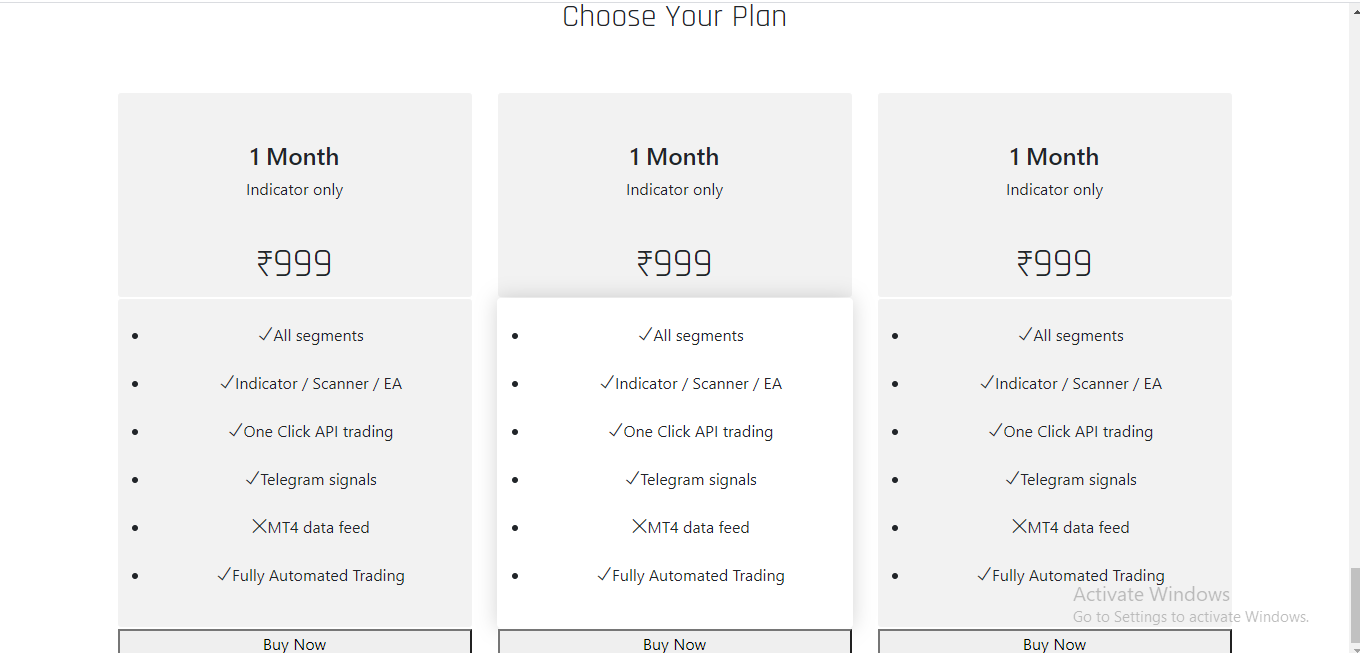 Choose Your Plan
1 Month
Indicator only
₹999
✓All segments
✓Indicator / Scanner / EA
✓One Click API trading
✓Telegram signals
✕MT4 data feed
✓Fully Automated Trading
Buy Now
1 Month
Indicator only
₹999
✓All segments
✓Indicator / Scanner / EA
✓One Click API trading
✓Telegram signals
✕MT4 data feed
✓Fully Automated Trading
Buy Now
1 Month
Indicator only
₹999
✓All segments
✓Indicator / Scanner / EA
✓One Click API trading
✓Telegram signals
✕MT4 data feed
✓Fully Automated Trading
Buy Now
Activate Windows
Go to Settings to activate Windows.